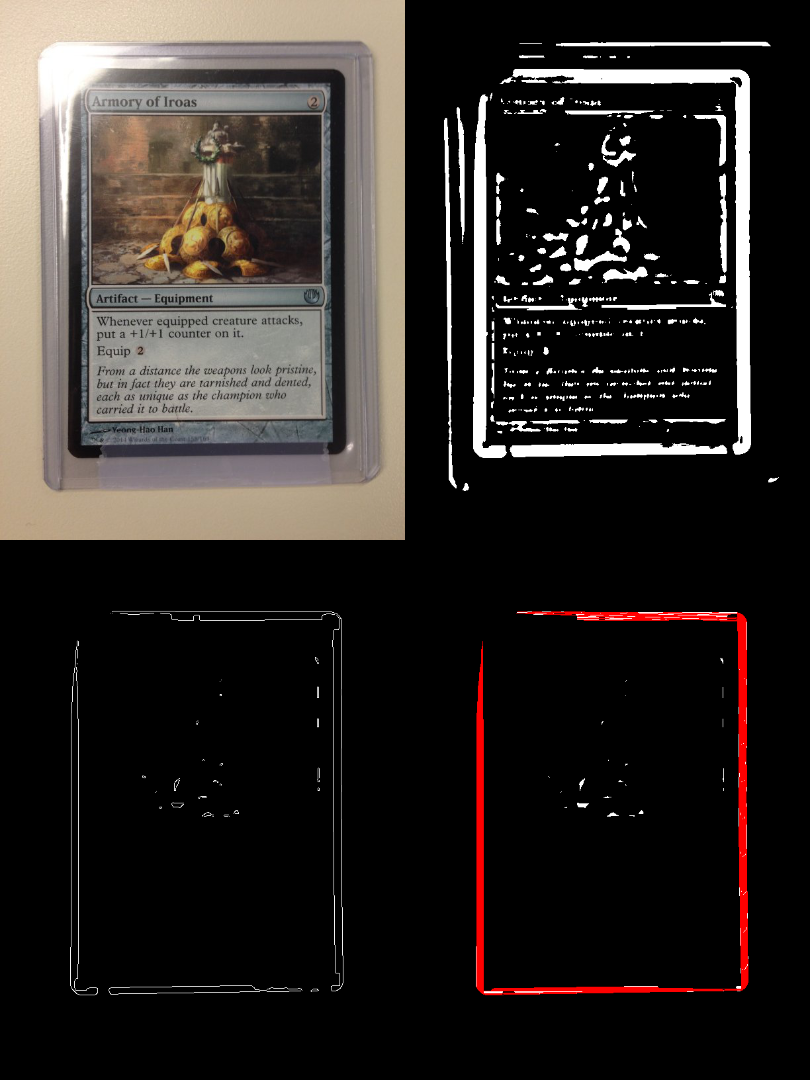 Armory of Iroas 2
Artifact — Equipment
Whenever equipped creature attacks,
put a +1/+1 counter on it.
Equip 2
From a distance the weapons look pristine,
but in fact they are tarnished and dented,
each as unique as the champion who
carried it to battle.
Yeong-Hao Han